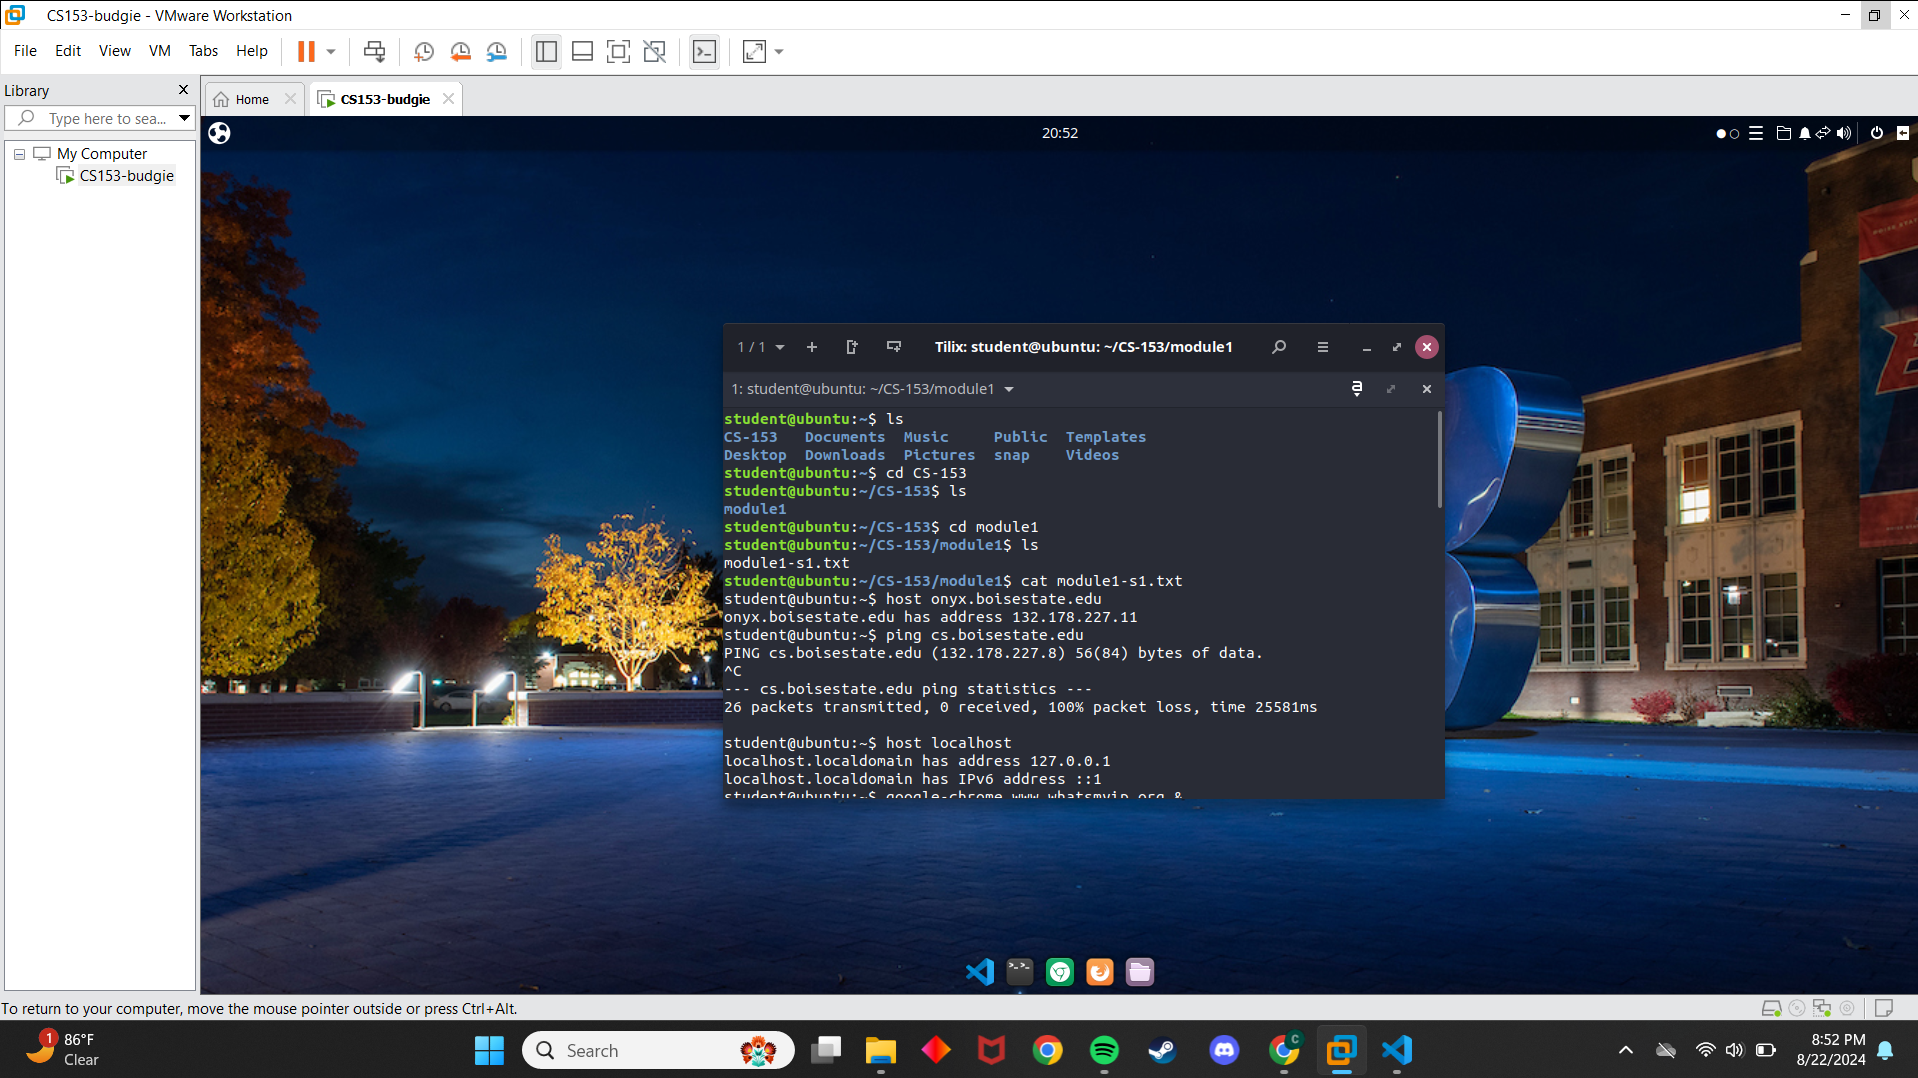 CS153-budgie - VMware Workstation
File Edit View VM Tabs Help
Library
Home
CS153-budgie
Type here to sea...
My Computer
CS153-budgie
20:52
1 / 1
Tilix: student@ubuntu: ~/CS-153/module1
1: student@ubuntu: ~/CS-153/module1
student@ubuntu:~$ ls
CS-153 Documents Music Public Templates
Desktop Downloads Pictures snap Videos
student@ubuntu:~$ cd CS-153
student@ubuntu:~/CS-153$ ls
module1
student@ubuntu:~/CS-153$ cd module1
student@ubuntu:~/CS-153/module1$ ls
module1-s1.txt
student@ubuntu:~/CS-153/module1$ cat module1-s1.txt
student@ubuntu:~$ host onyx.boisestate.edu
onyx.boisestate.edu has address 132.178.227.11
student@ubuntu:~$ ping cs.boisestate.edu
PING cs.boisestate.edu (132.178.227.8) 56(84) bytes of data.
^C
--- cs.boisestate.edu ping statistics ---
26 packets transmitted, 0 received, 100% packet loss, time 25581ms
student@ubuntu:~$ host localhost
localhost.localdomain has address 127.0.0.1
localhost.localdomain has IPv6 address ::1
student@ubuntu:~$ google-chrome www.whatsmyip.org &
To return to your computer, move the mouse pointer outside or press Ctrl+Alt.
1
86°F
Clear
Search
C
8:52 PM
8/22/2024